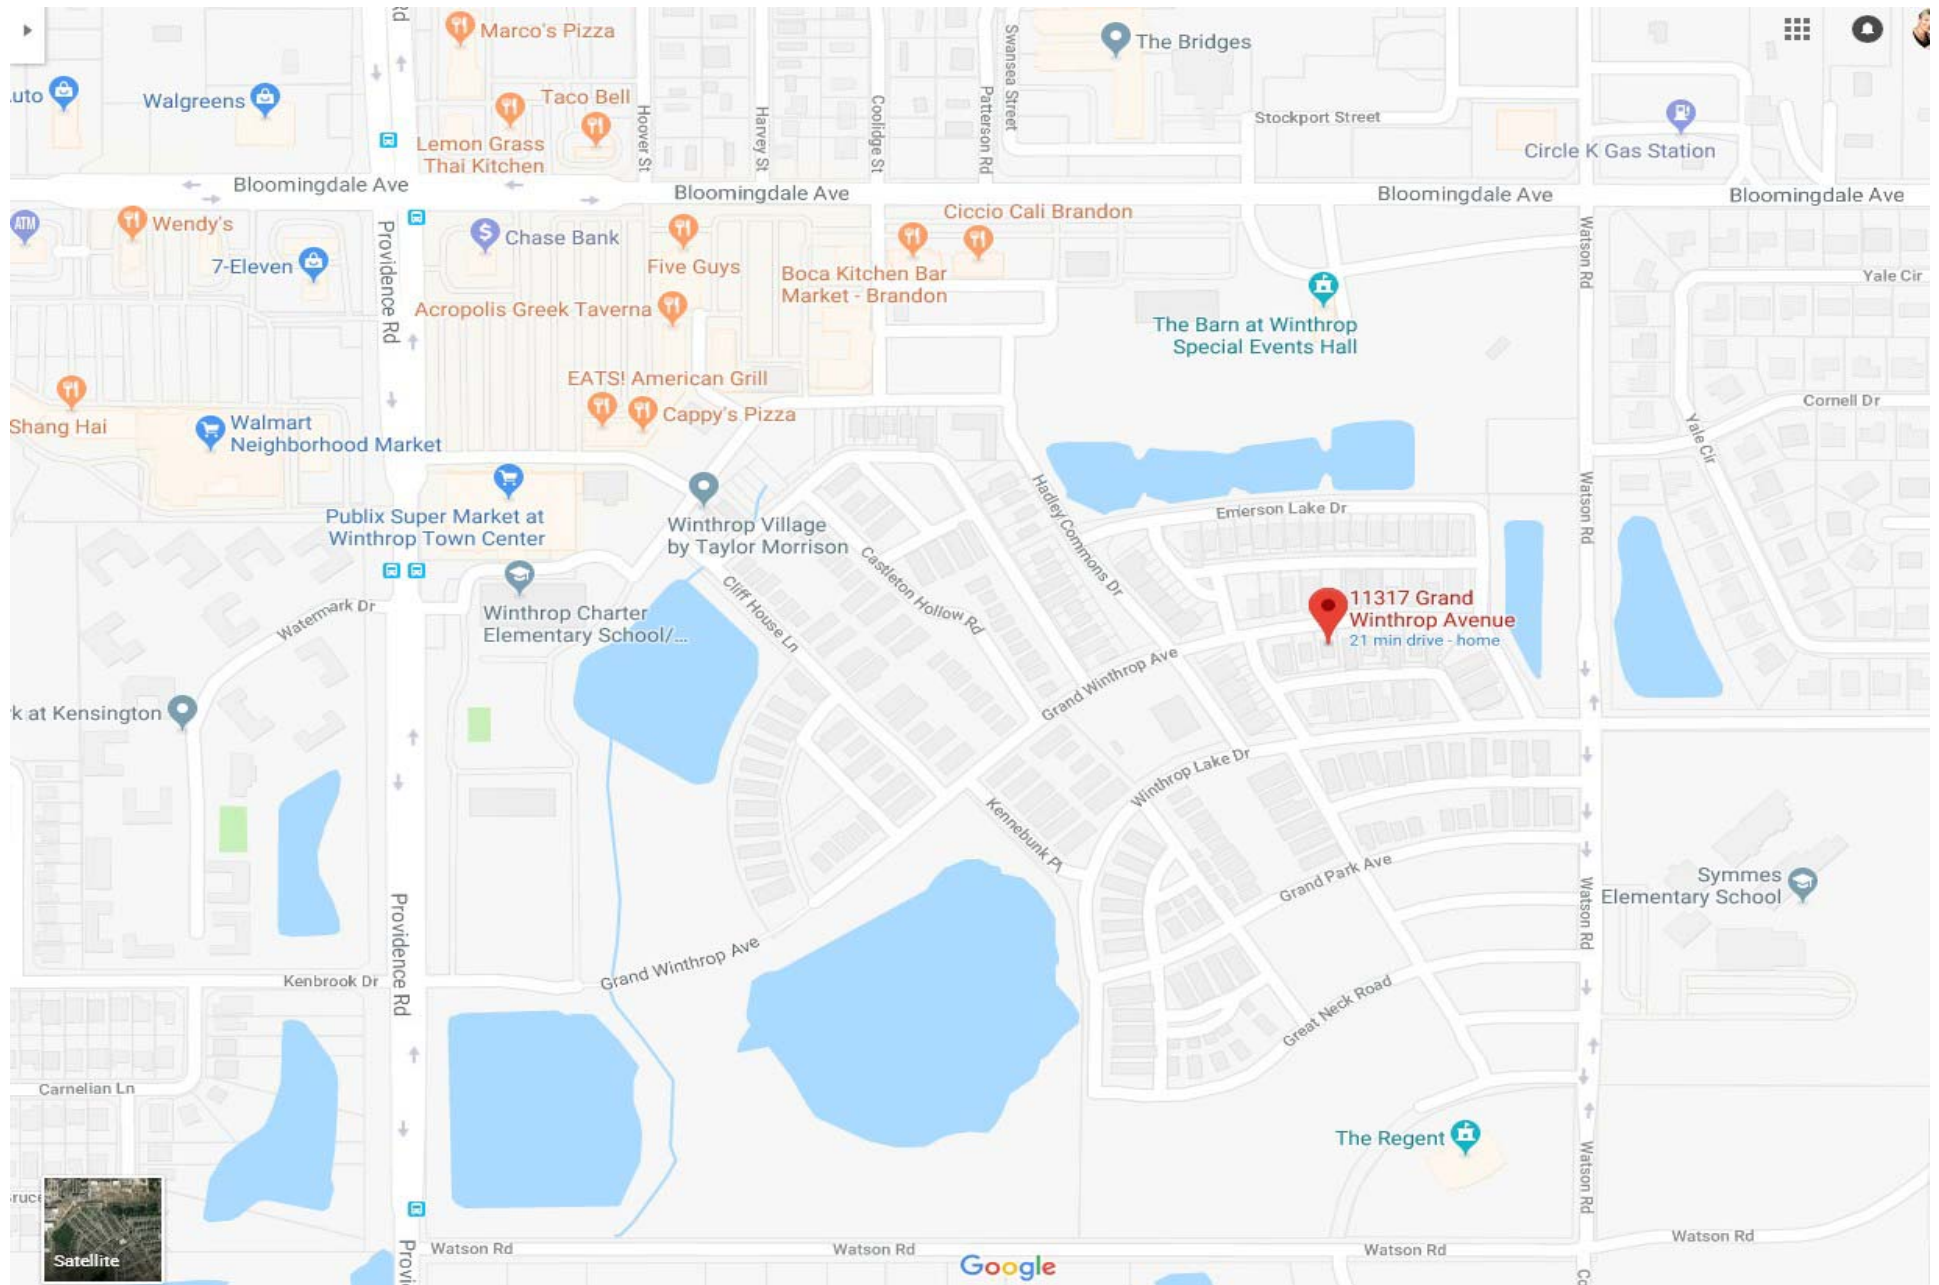 Rd
Marco's Pizza
The Bridges
Swansea Street
Auto
Walgreens
Taco Bell
Hoover St
Harvey St
Coolidge St
Patterson Rd
Stockport Street
Lemon Grass
Thai Kitchen
Circle K Gas Station
Bloomingdale Ave
Bloomingdale Ave
Bloomingdale Ave
Bloomingdale Ave
ATM
Wendy's
Providence Rd
$
Chase Bank
Ciccio Cali Brandon
Watson Rd
7-Eleven
Five Guys
Boca Kitchen Bar
Market - Brandon
Yale Cir
Acropolis Greek Taverna
The Barn at Winthrop
Special Events Hall
EATS! American Grill
Cappy's Pizza
Cornell Dr
Shang Hai
Walmart
Neighborhood Market
Yale Cir
Publix Super Market at
Winthrop Town Center
Winthrop Village
by Taylor Morrison
Hadley Commons Dr
Emerson Lake Dr
Watson Rd
Castleton Hollow Rd
Cliff House Ln
Watermark Dr
Winthrop Charter
Elementary School/...
11317 Grand
Winthrop Avenue
21 min drive - home
Grand Winthrop Ave
k at Kensington
Winthrop Lake Dr
Kennebunk Pl
Grand Park Ave
Symmes
Elementary School
Providence Rd
Watson Rd
Grand Winthrop Ave
Kenbrook Dr
Great Neck Road
Carnelian Ln
The Regent
Watson Rd
ruce
Satellite
Provi
Watson Rd
Watson Rd
Google
Watson Rd
Watson Rd
Co